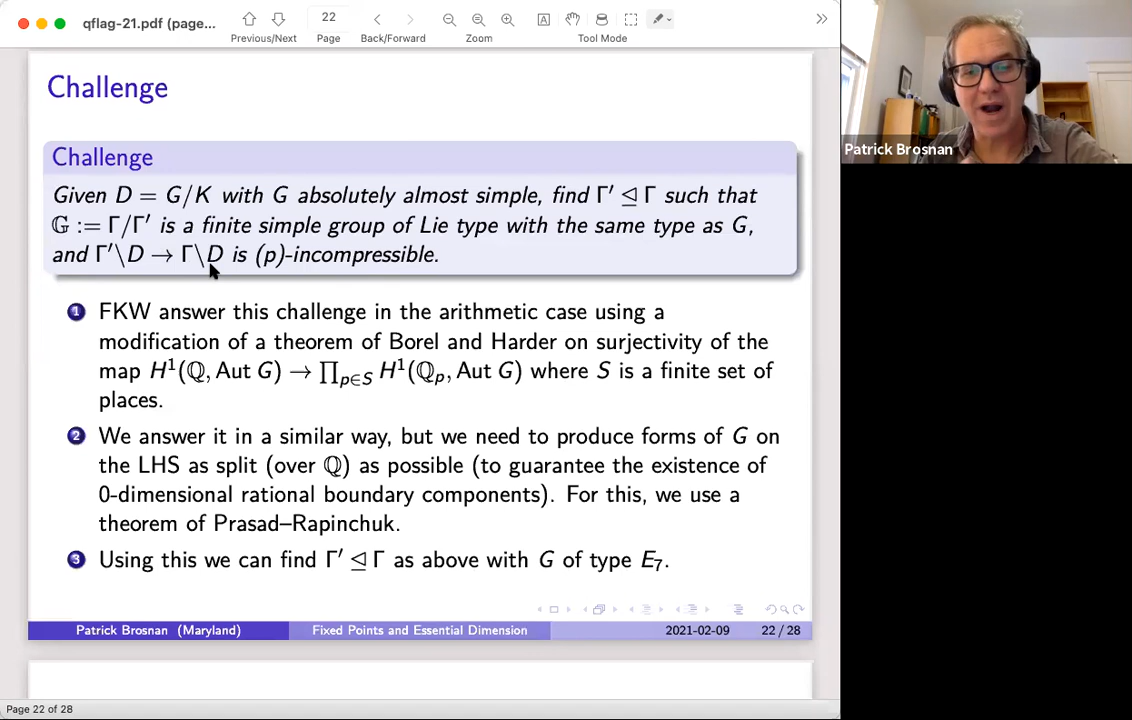 qflag-21.pdf (page...
22
Previous/Next
Page
Back/Forward
Zoom
Tool Mode
Challenge
Challenge
Given D = G/K with G absolutely almost simple, find Γ′ ⊴ Γ such that
𝔾 := Γ/Γ′ is a finite simple group of Lie type with the same type as G,
and Γ′\D → Γ\D is (p)-incompressible.
1 FKW answer this challenge in the arithmetic case using a
modification of a theorem of Borel and Harder on surjectivity of the
map H¹(ℚ, Aut G) → ∏_{p∈S} H¹(ℚ_p, Aut G) where S is a finite set of
places.
2 We answer it in a similar way, but we need to produce forms of G on
the LHS as split (over ℚ) as possible (to guarantee the existence of
0-dimensional rational boundary components). For this, we use a
theorem of Prasad–Rapinchuk.
3 Using this we can find Γ′ ⊴ Γ as above with G of type E₇.
Patrick Brosnan (Maryland)
Fixed Points and Essential Dimension
2021-02-09
22 / 28
Page 22 of 28
Patrick Brosnan